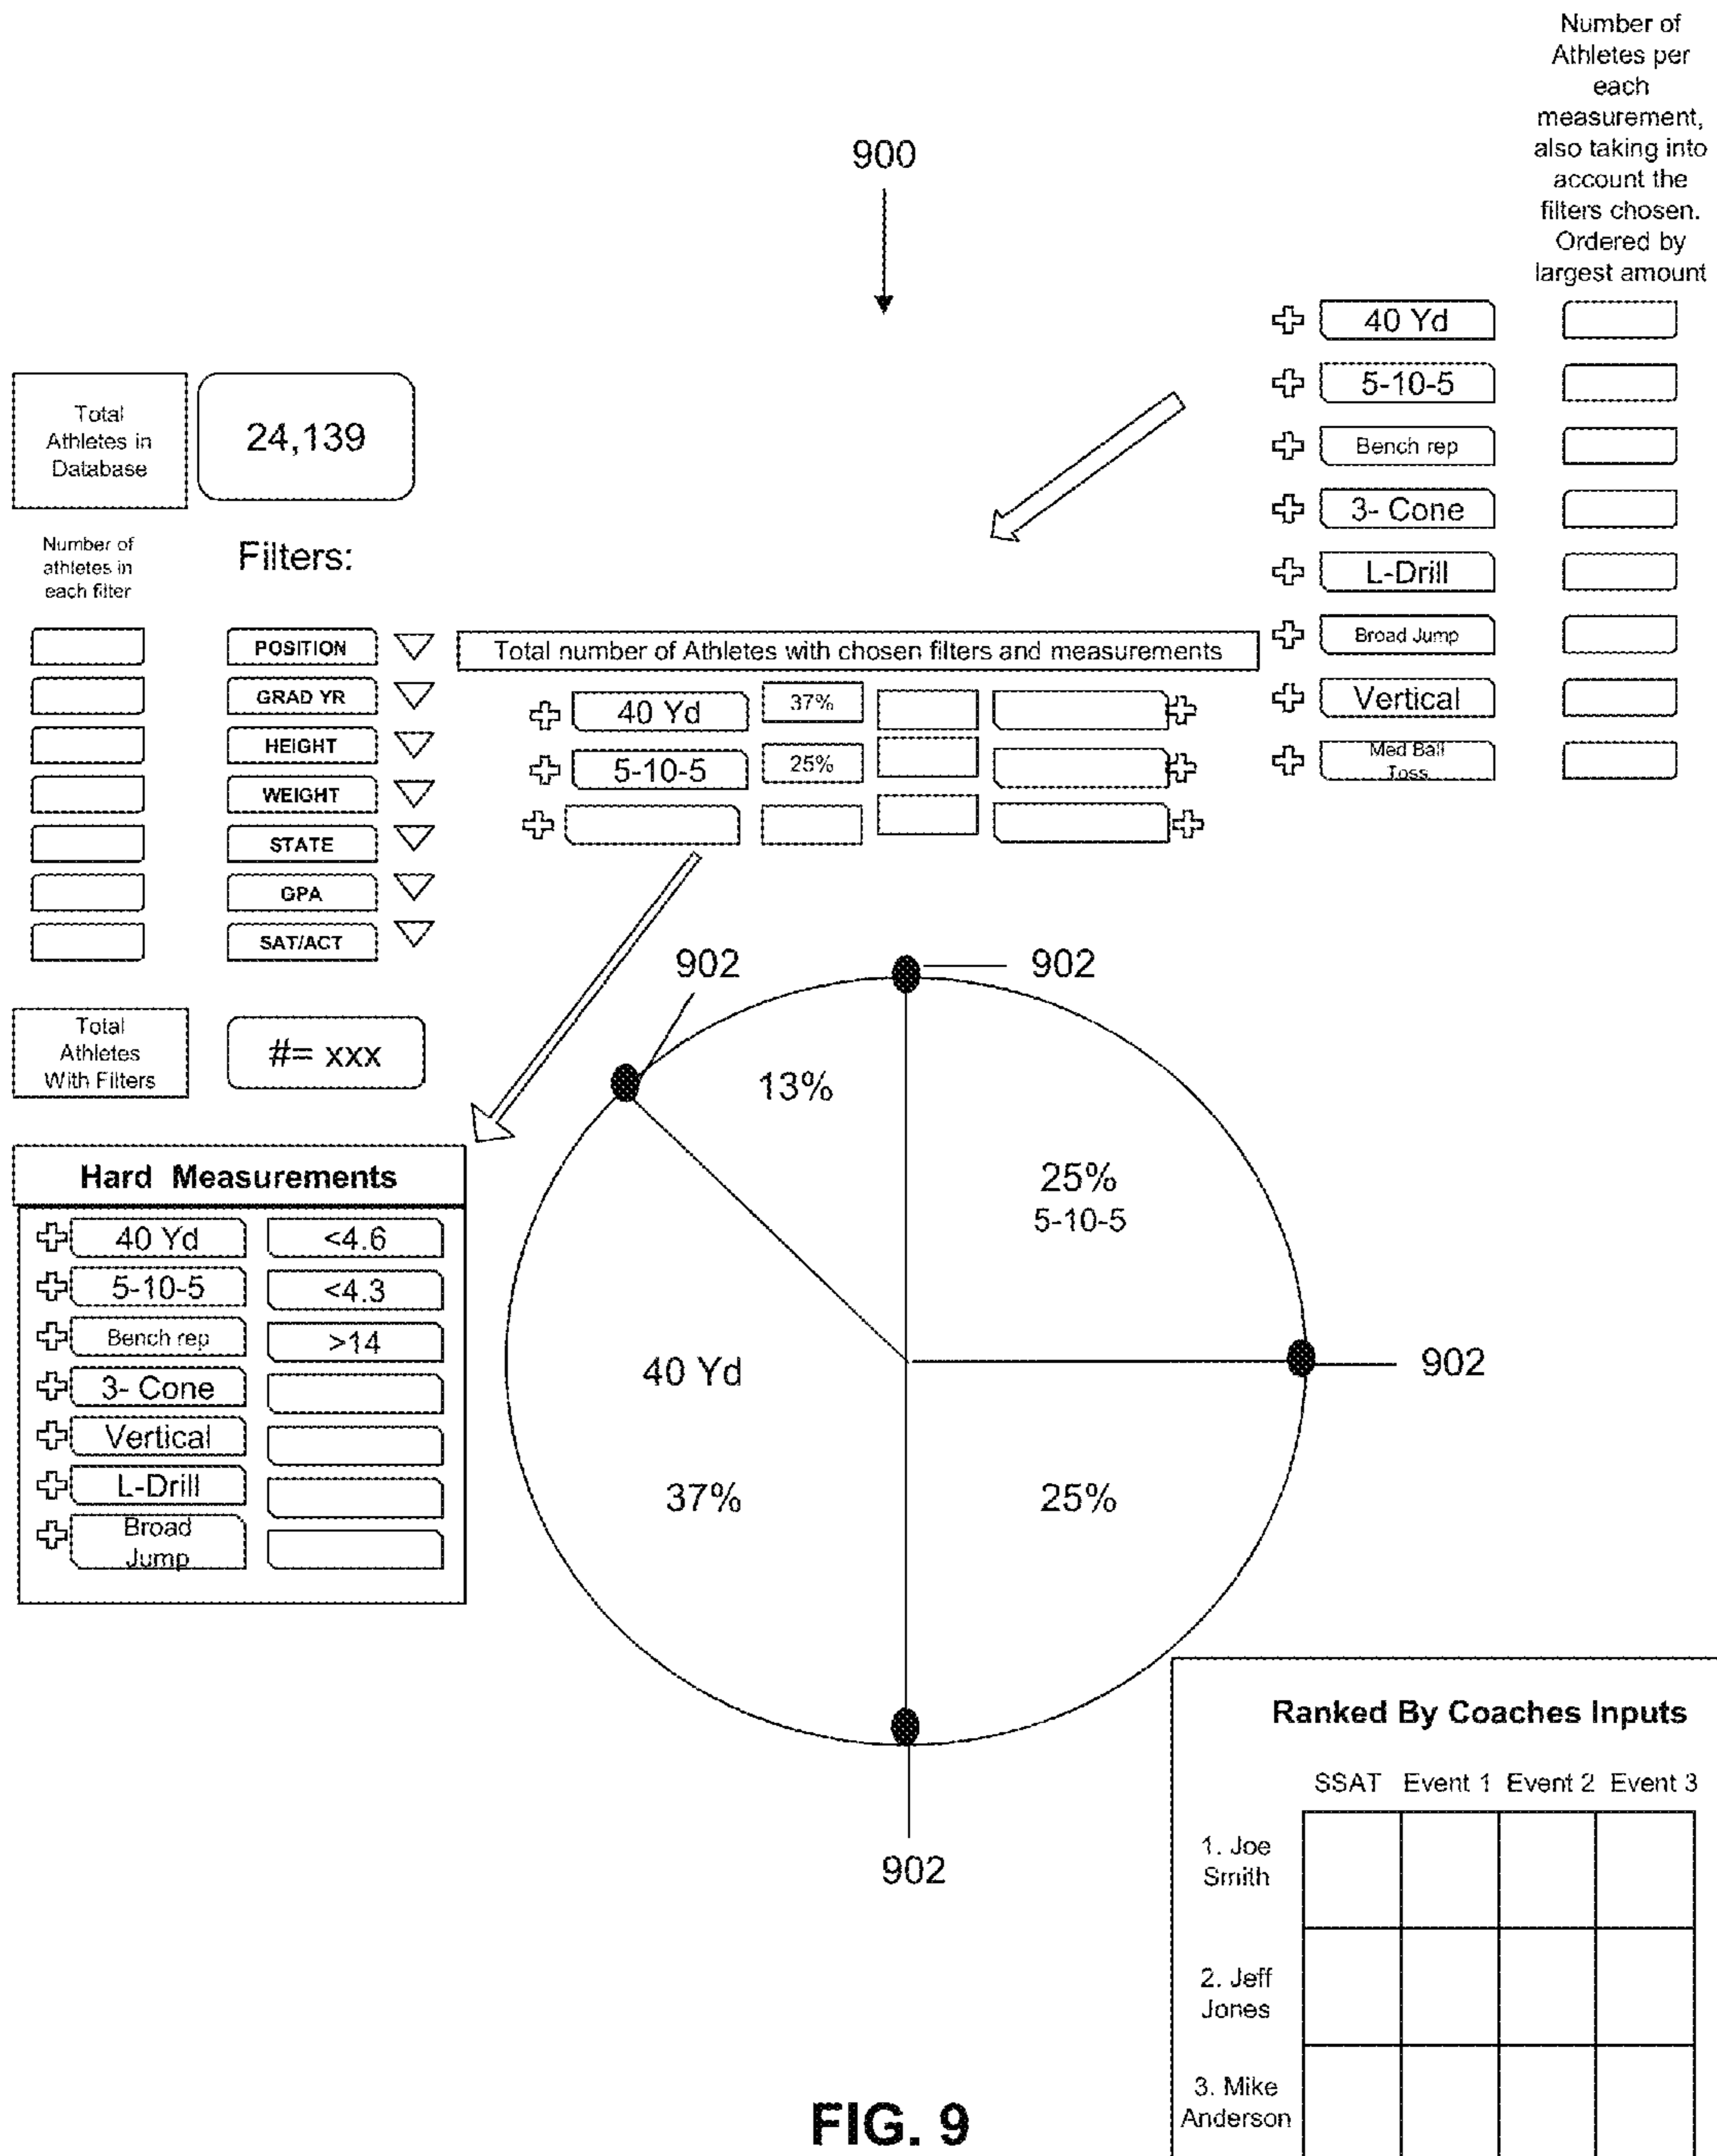 Number of
Athletes per
each
measurement,
also taking into
account the
filters chosen.
Ordered by
largest amount
900
40 Yd
5-10-5
Bench rep
3- Cone
L-Drill
Broad Jump
Vertical
Med Ball
Toss
Total
Athletes in
Database
24,139
Number of
athletes in
each filter
Filters:
POSITION
GRAD YR
HEIGHT
WEIGHT
STATE
GPA
SAT/ACT
Total number of Athletes with chosen filters and measurements
40 Yd 37%
5-10-5 25%
Total
Athletes
With Filters
#= xxx
902
902
13%
25%
5-10-5
902
40 Yd
37%
25%
902
Hard Measurements
40 Yd <4.6
5-10-5 <4.3
Bench rep >14
3- Cone
Vertical
L-Drill
Broad
Jump
Ranked By Coaches Inputs
SSAT Event 1 Event 2 Event 3
1. Joe
Smith
2. Jeff
Jones
3. Mike
Anderson
FIG. 9